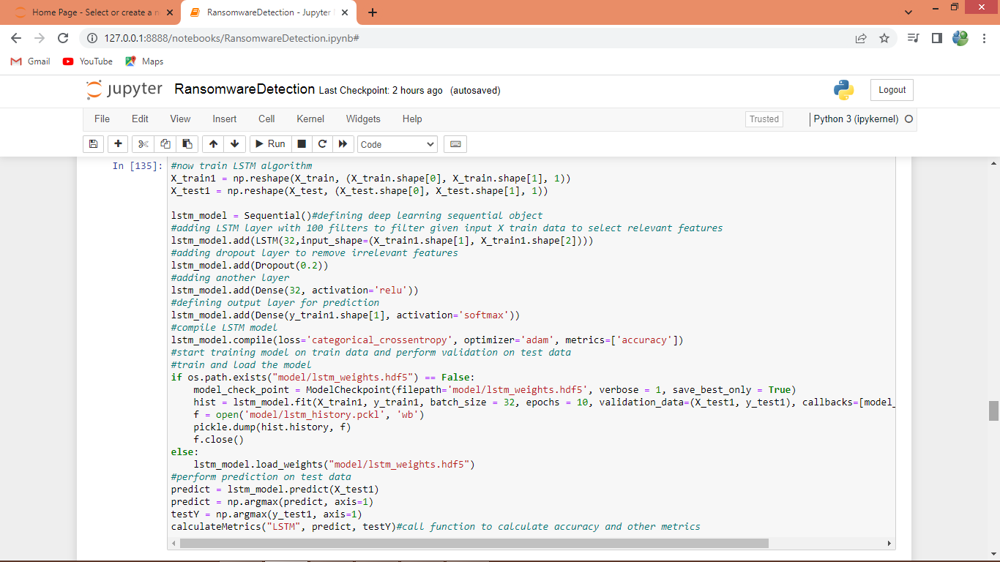 Home Page - Select or create a n
RansomwareDetection - Jupyter
127.0.0.1:8888/notebooks/RansomwareDetection.ipynb#
Gmail YouTube Maps
jupyter RansomwareDetection Last Checkpoint: 2 hours ago (autosaved)
Logout
File Edit View Insert Cell Kernel Widgets Help
Trusted
Python 3 (ipykernel)
Run
Code
In [135]:
#now train LSTM algorithm
X_train1 = np.reshape(X_train, (X_train.shape[0], X_train.shape[1], 1))
X_test1 = np.reshape(X_test, (X_test.shape[0], X_test.shape[1], 1))
lstm_model = Sequential()#defining deep learning sequential object
#adding LSTM layer with 100 filters to filter given input X train data to select relevant features
lstm_model.add(LSTM(32,input_shape=(X_train1.shape[1], X_train1.shape[2])))
#adding dropout layer to remove irrelevant features
lstm_model.add(Dropout(0.2))
#adding another layer
lstm_model.add(Dense(32, activation='relu'))
#defining output layer for prediction
lstm_model.add(Dense(y_train1.shape[1], activation='softmax'))
#compile LSTM model
lstm_model.compile(loss='categorical_crossentropy', optimizer='adam', metrics=['accuracy'])
#start training model on train data and perform validation on test data
#train and load the model
if os.path.exists("model/lstm_weights.hdf5") == False:
    model_check_point = ModelCheckpoint(filepath='model/lstm_weights.hdf5', verbose = 1, save_best_only = True)
    hist = lstm_model.fit(X_train1, y_train1, batch_size = 32, epochs = 10, validation_data=(X_test1, y_test1), callbacks=[model_
    f = open('model/lstm_history.pckl', 'wb')
    pickle.dump(hist.history, f)
    f.close()
else:
    lstm_model.load_weights("model/lstm_weights.hdf5")
#perform prediction on test data
predict = lstm_model.predict(X_test1)
predict = np.argmax(predict, axis=1)
testY = np.argmax(y_test1, axis=1)
calculateMetrics("LSTM", predict, testY)#call function to calculate accuracy and other metrics